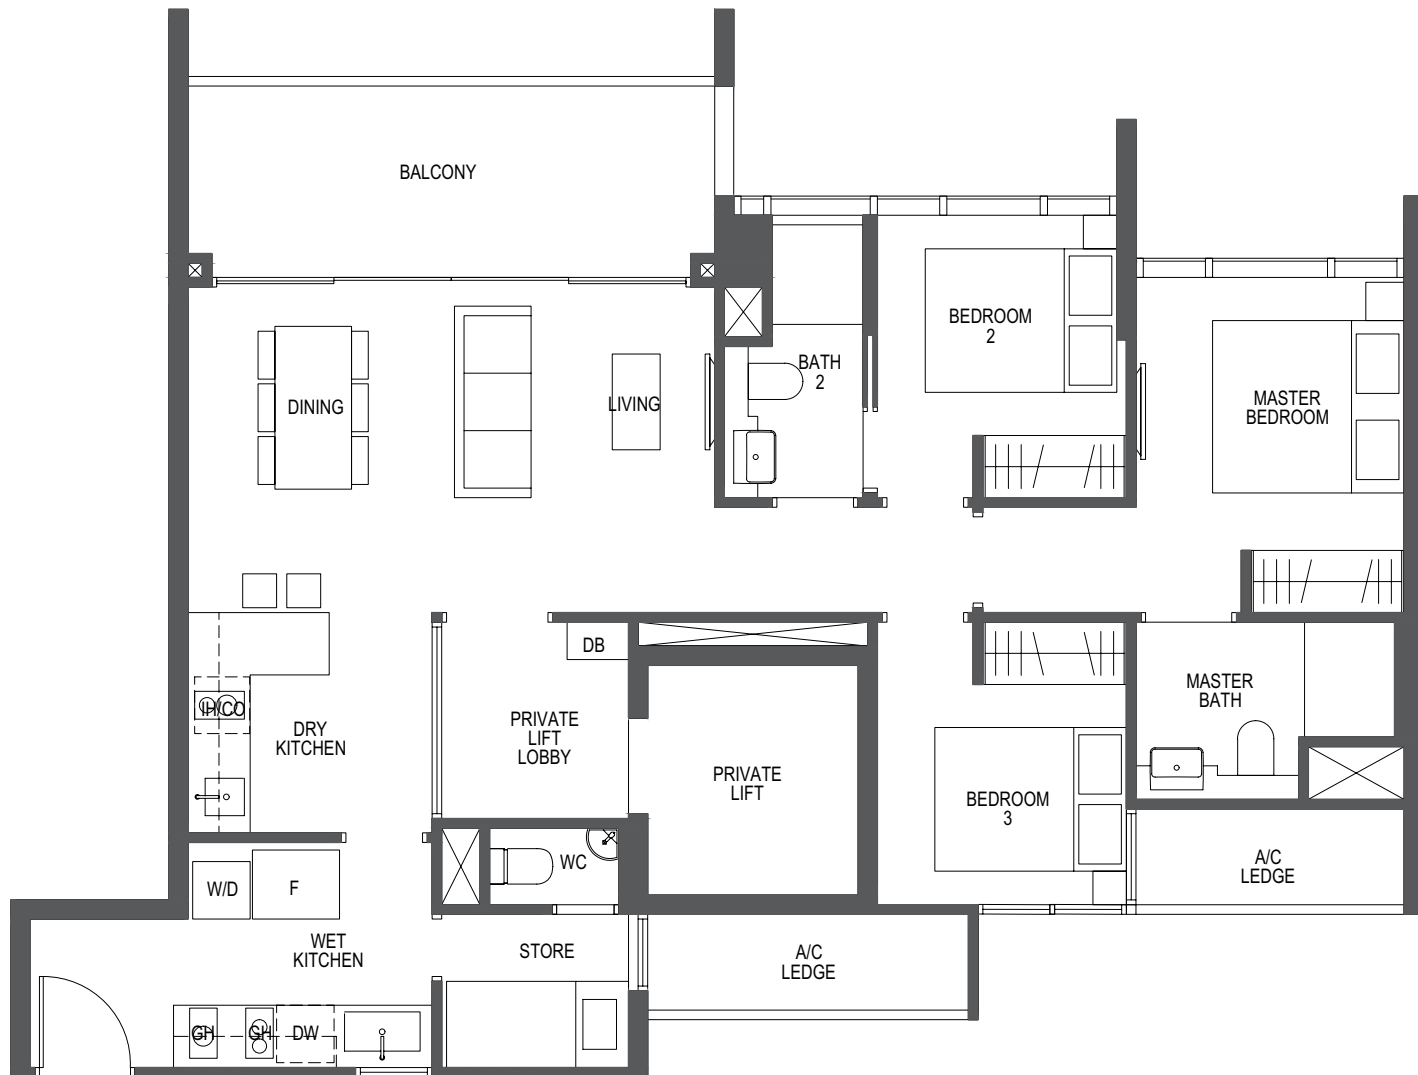 BALCONY
BEDROOM
2
BATH
2
DINING
LIVING
MASTER
BEDROOM
DB
IH/CO
DRY
KITCHEN
PRIVATE
LIFT
LOBBY
PRIVATE
LIFT
MASTER
BATH
BEDROOM
3
WC
A/C
LEDGE
W/D
F
WET
KITCHEN
STORE
A/C
LEDGE
GH
GH
DW